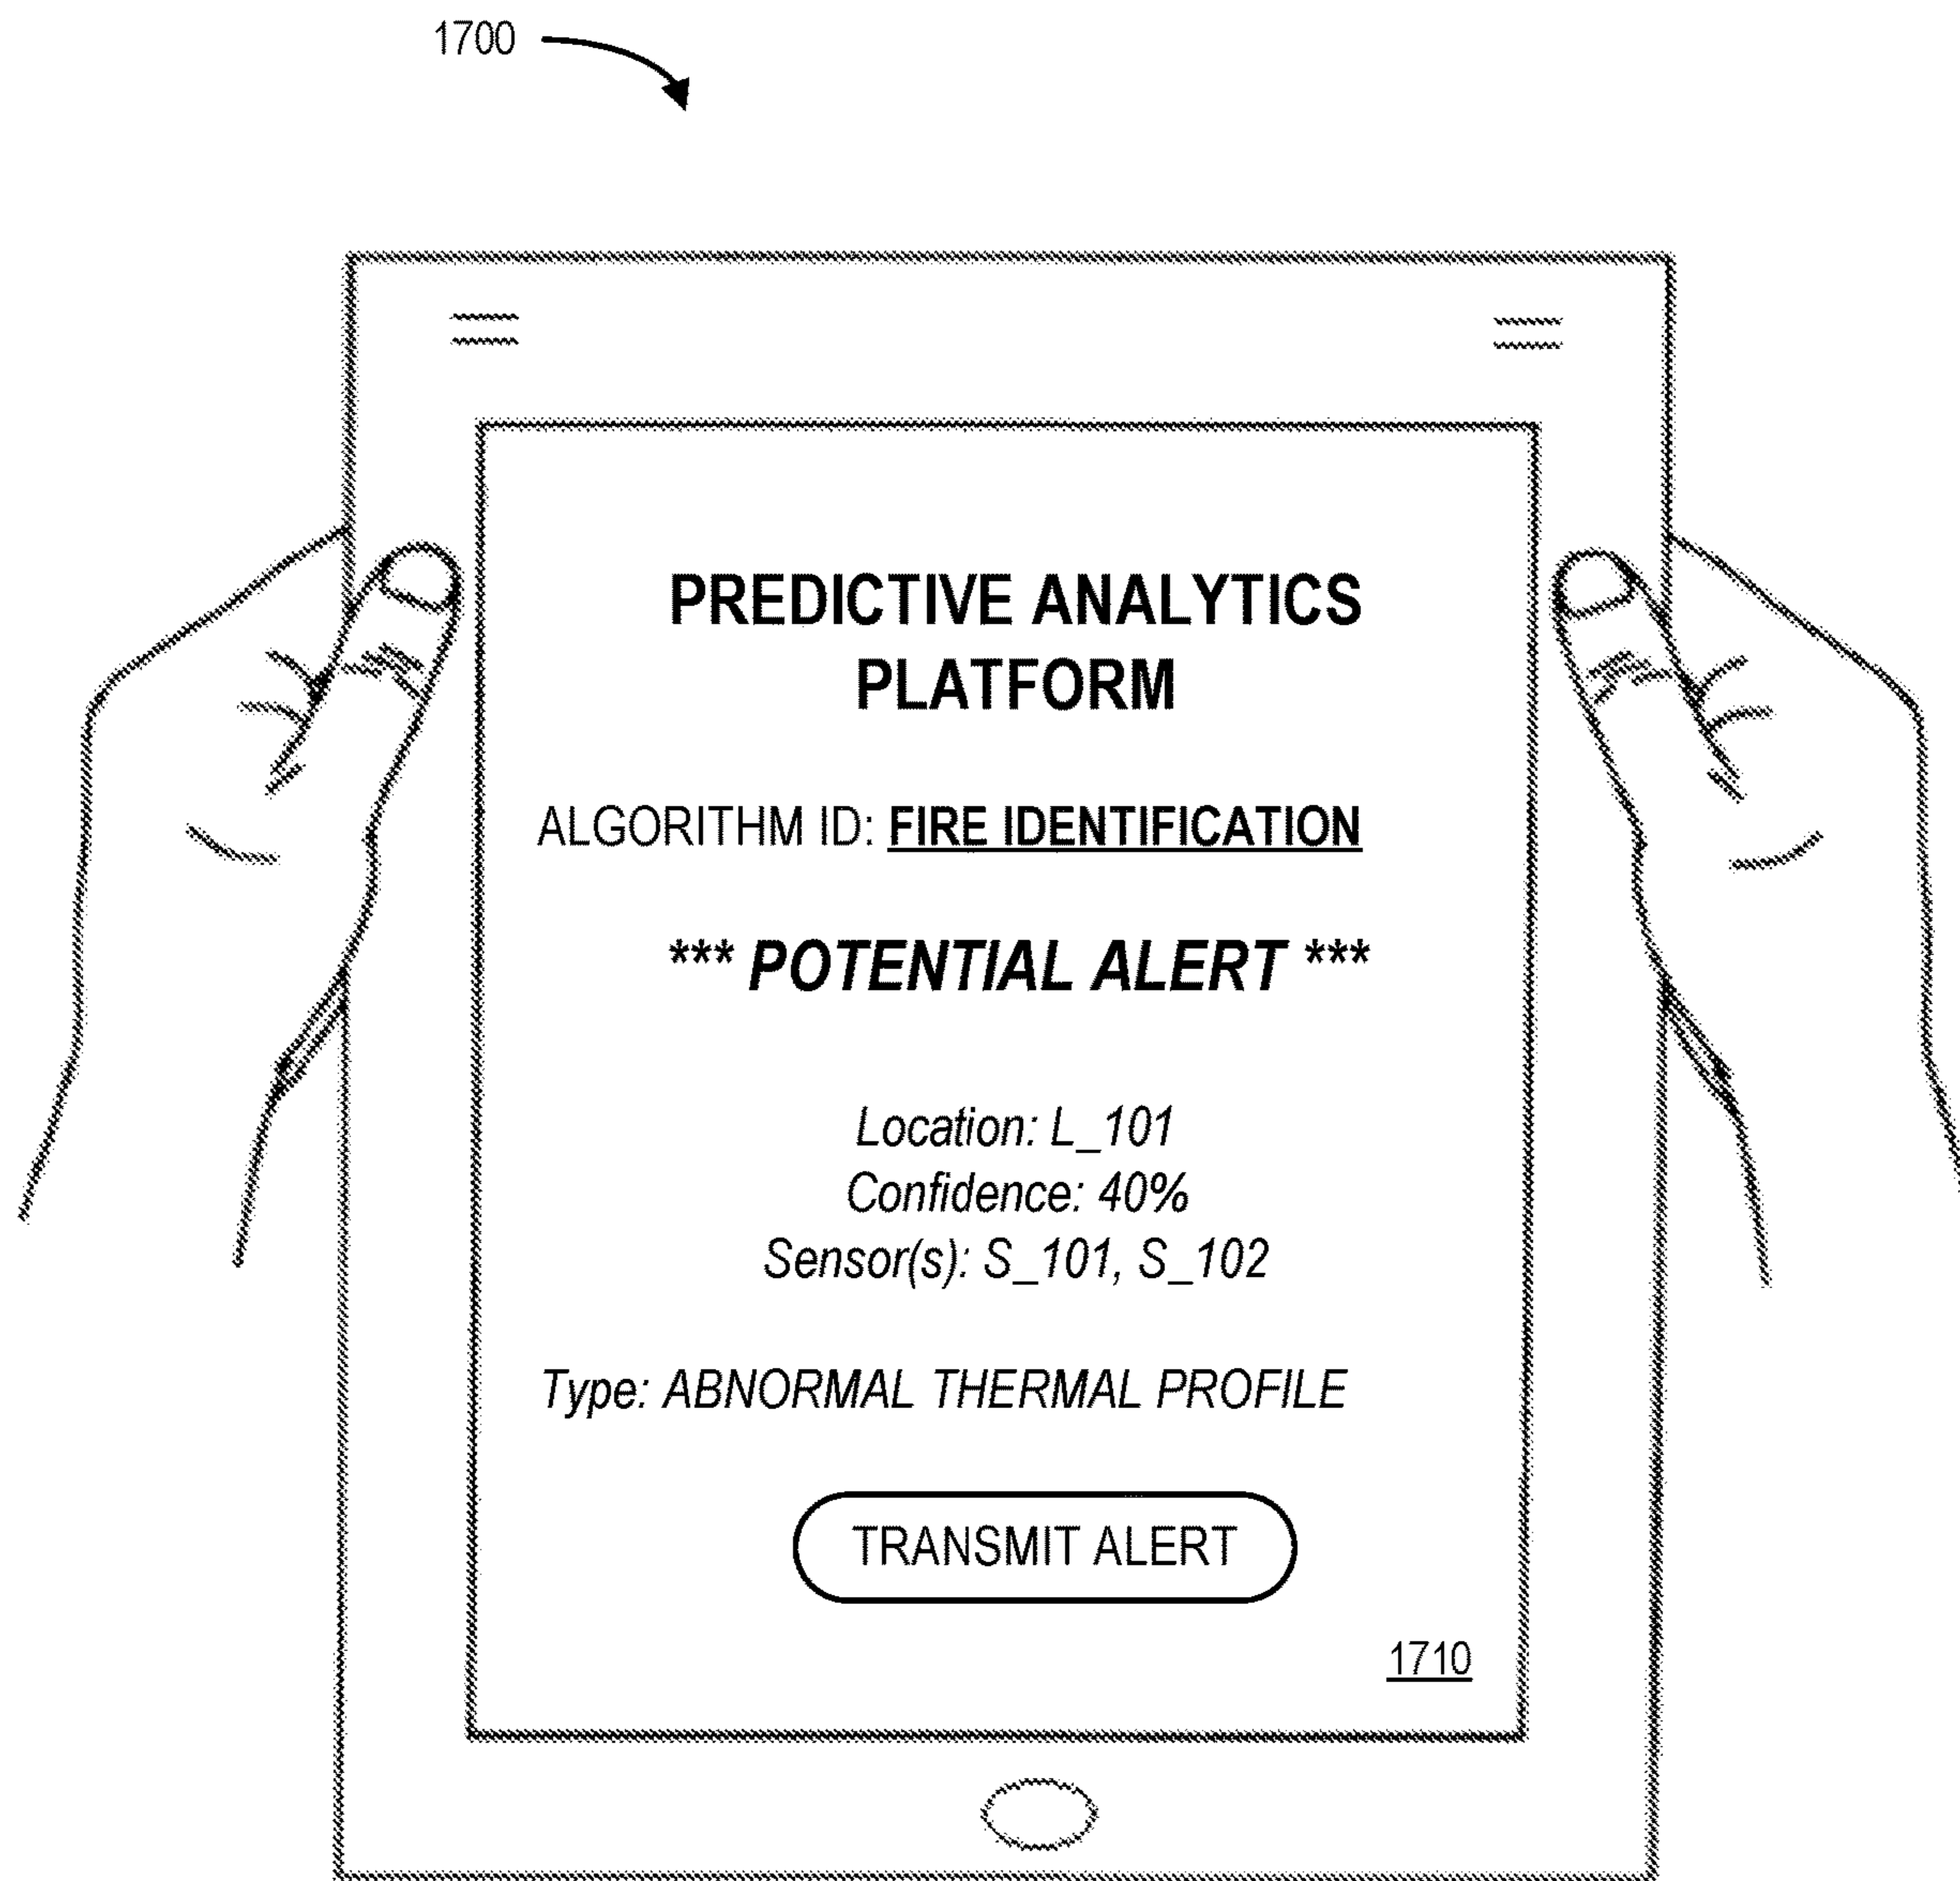 1700
PREDICTIVE ANALYTICS
PLATFORM
ALGORITHM ID: FIRE IDENTIFICATION
*** POTENTIAL ALERT ***
Location: L_101
Confidence: 40%
Sensor(s): S_101, S_102
Type: ABNORMAL THERMAL PROFILE
TRANSMIT ALERT
1710